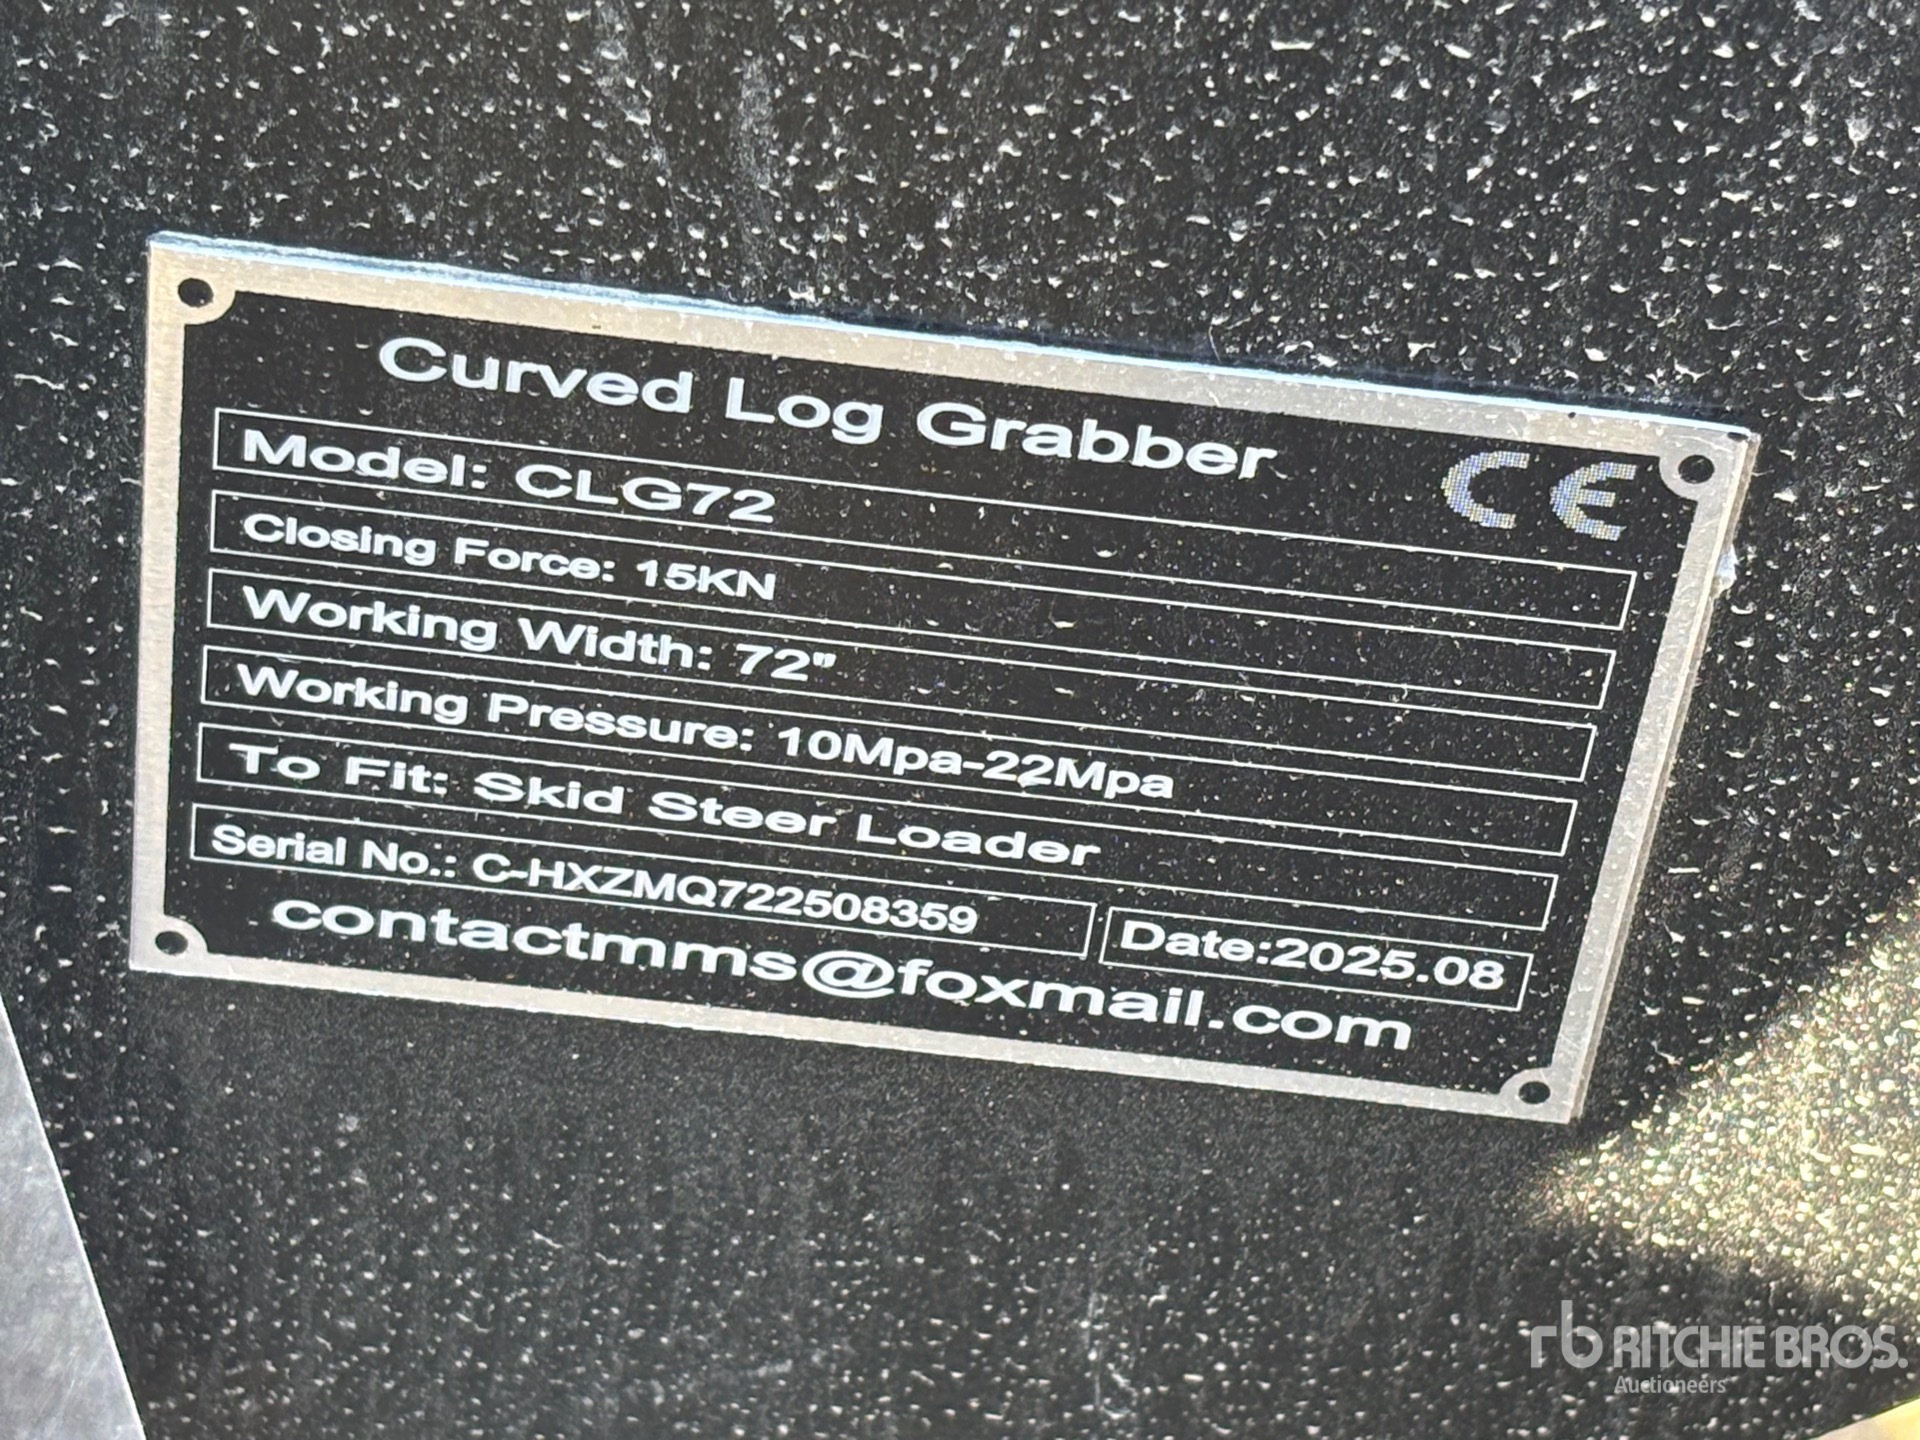 Curved Log Grabber
CE
Model: CLG72
Closing Force: 15KN
Working Width: 72"
Working Pressure: 10Mpa-22Mpa
To Fit: Skid Steer Loader
Serial No.: C-HXZMQ722508359 Date:2025.08
contactmms@foxmail.com
rb RITCHIE BROS.
Auctioneers